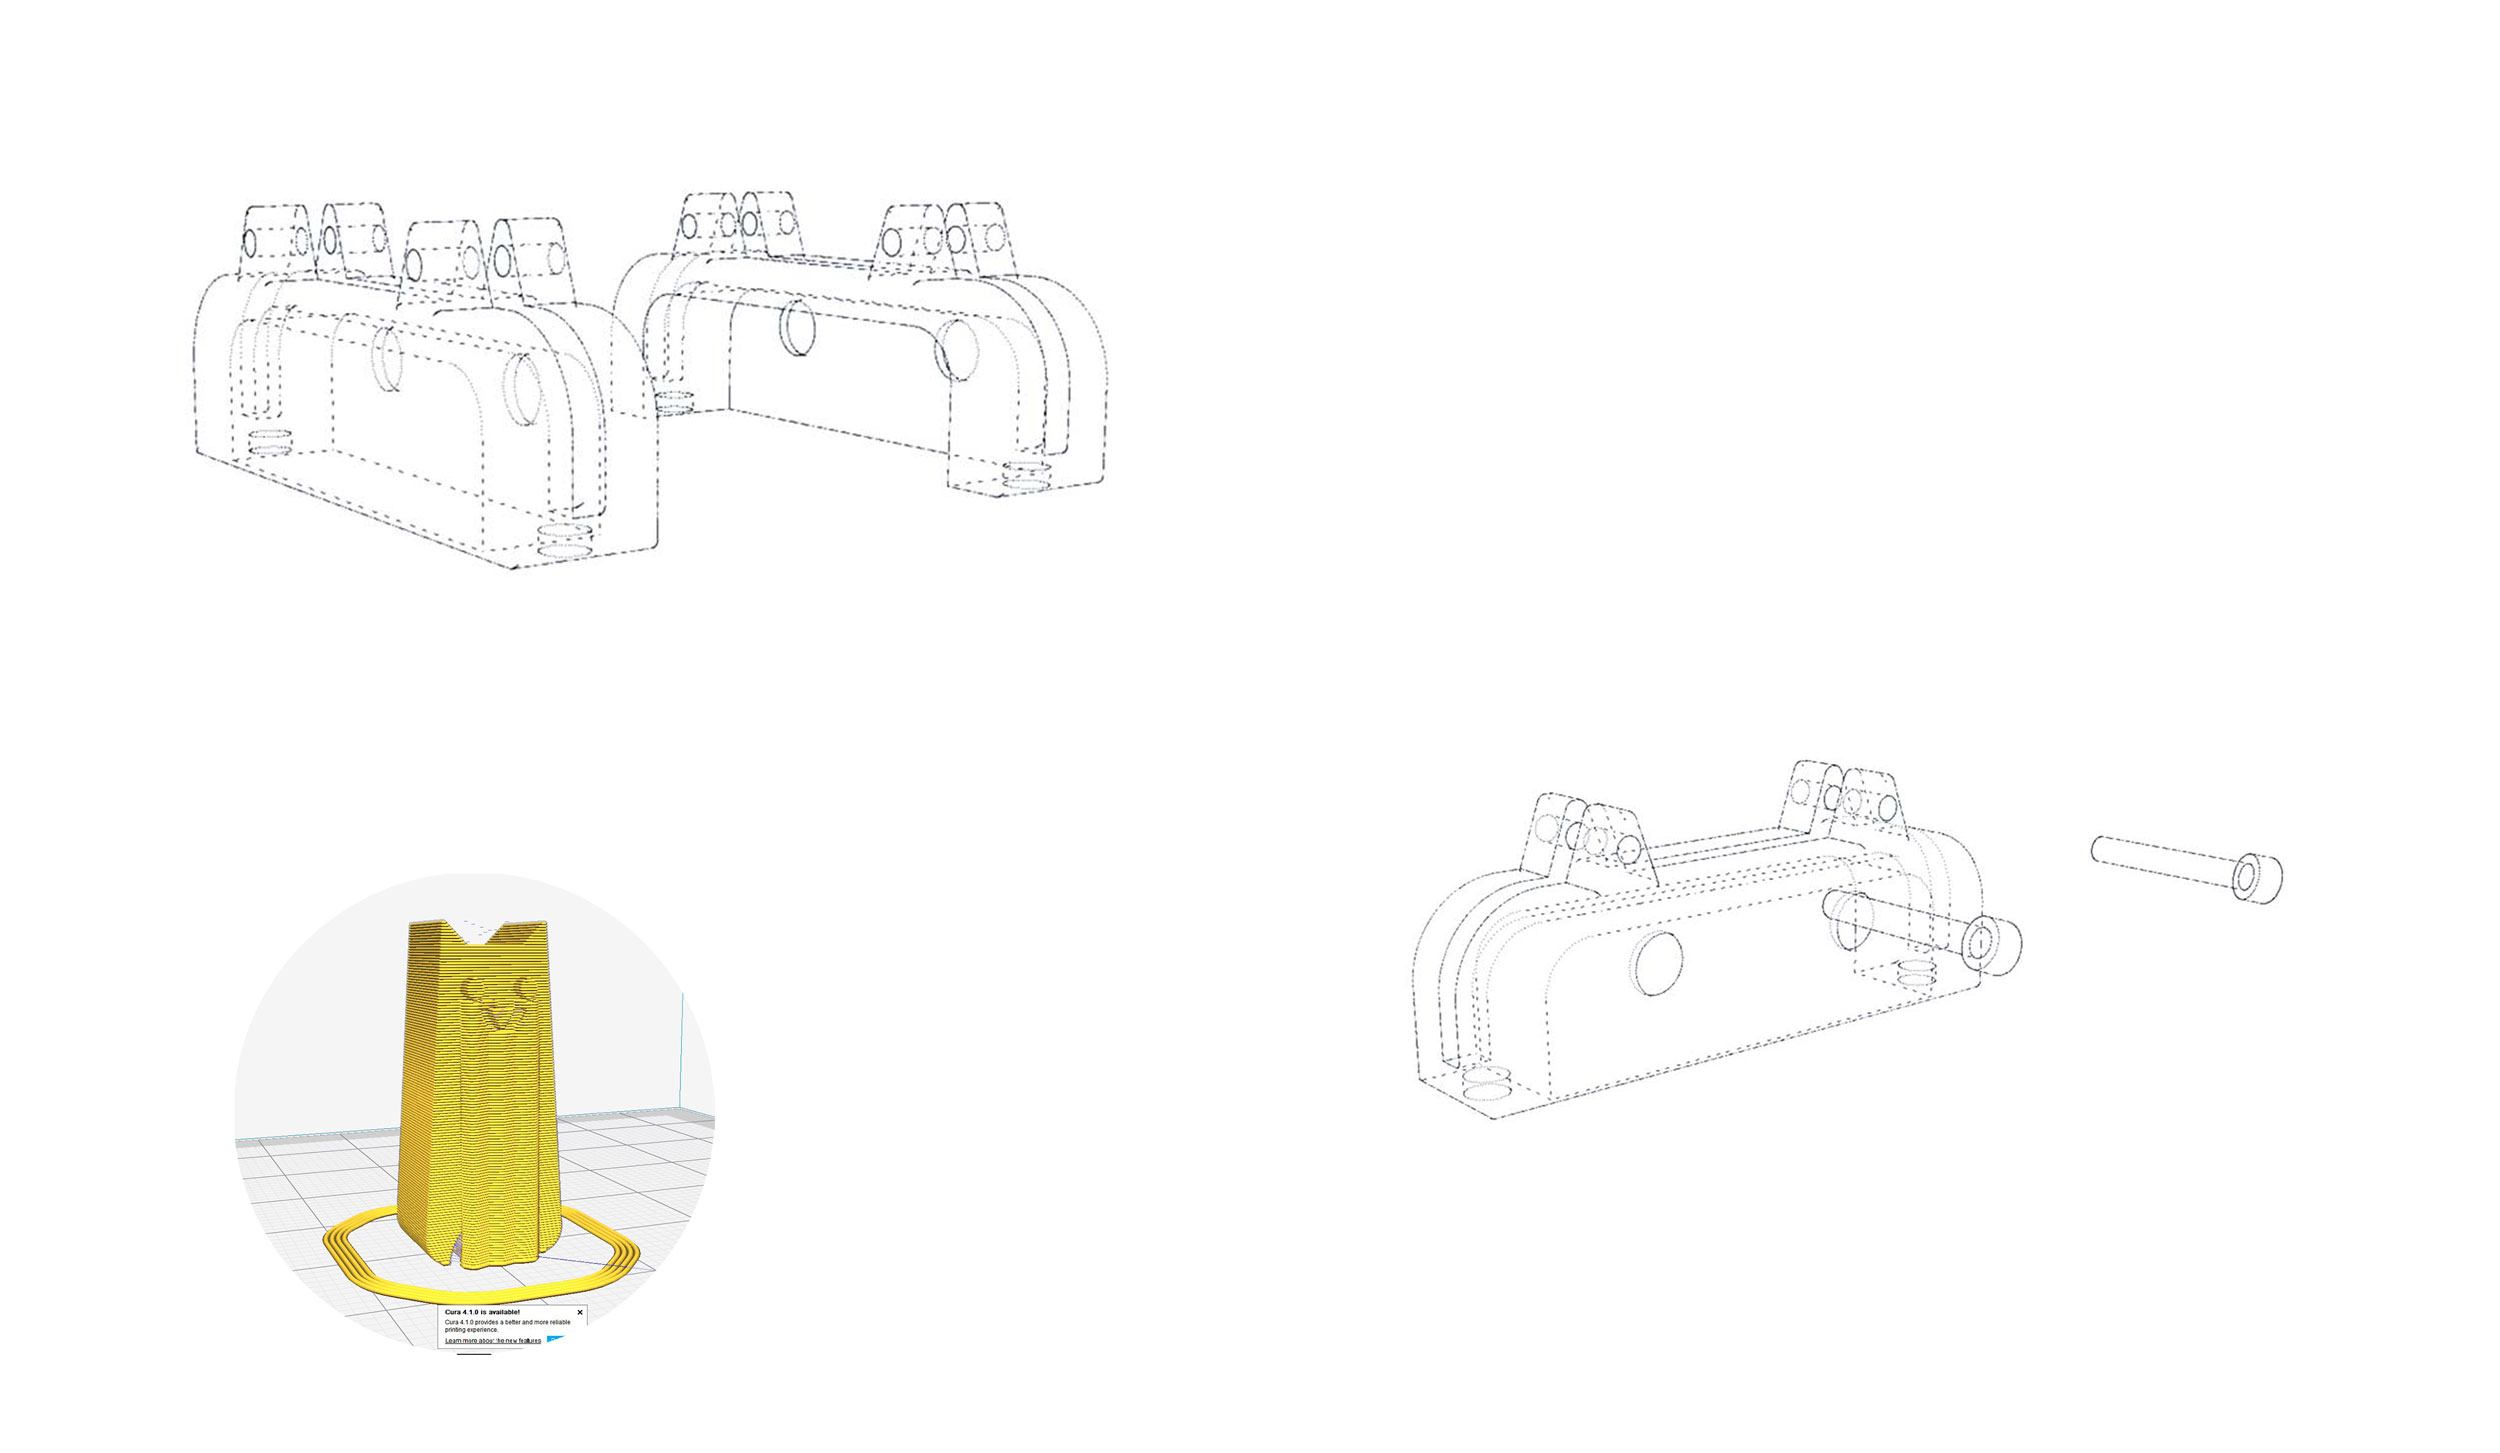 Cura 4.1.0 is available!
Cura 4.1.0 provides a better and more reliable
printing experience.
Learn more about the new features